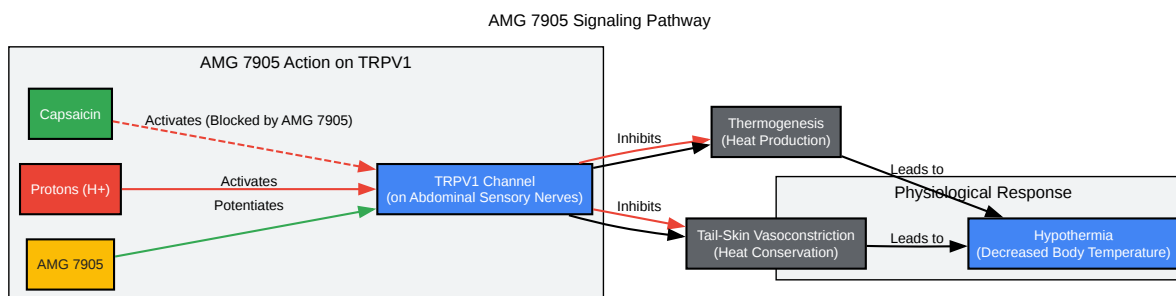 AMG 7905 Signaling Pathway
AMG 7905 Action on TRPV1
Capsaicin
Activates (Blocked by AMG 7905)
Protons (H+)
Activates
Potentiates
AMG 7905
TRPV1 Channel
(on Abdominal Sensory Nerves)
Inhibits
Inhibits
Thermogenesis
(Heat Production)
Leads to
Physiological Response
Tail-Skin Vasoconstriction
(Heat Conservation)
Leads to
Hypothermia
(Decreased Body Temperature)